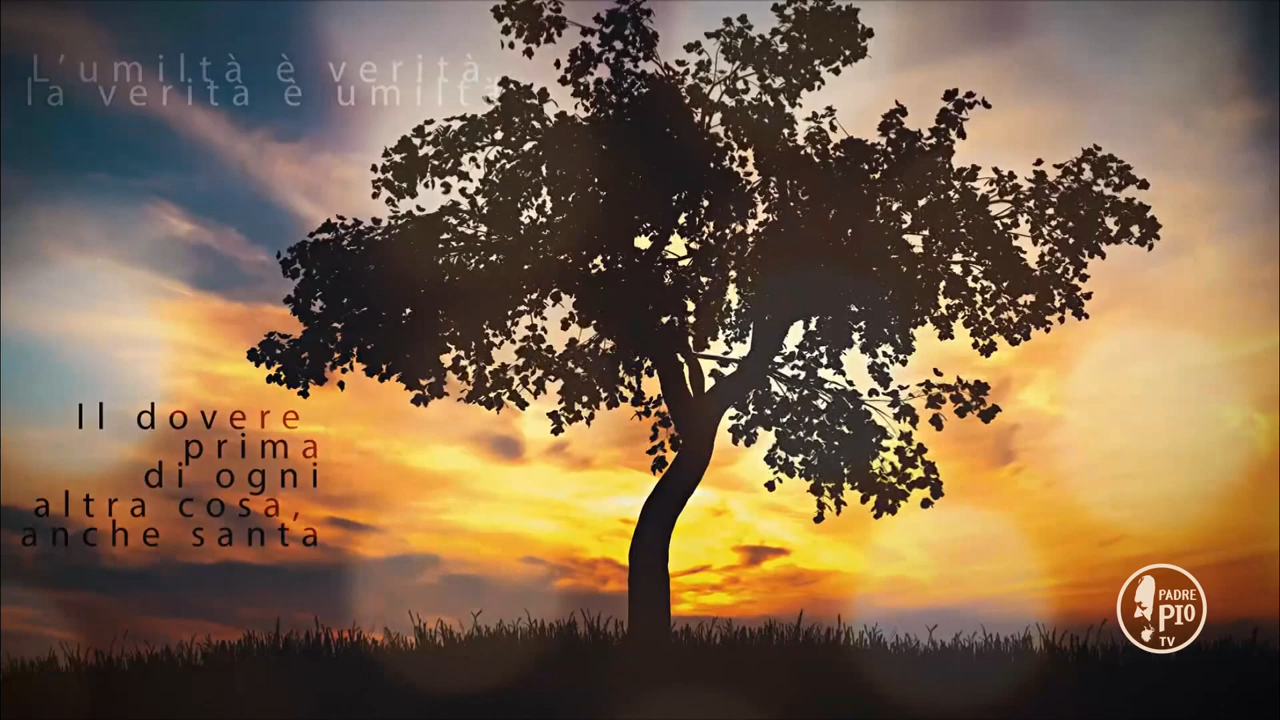 L'umiltà è verità,
la verità è umiltà
Il dovere
prima
di ogni
altra cosa,
anche santa
PADRE
PIO
TV